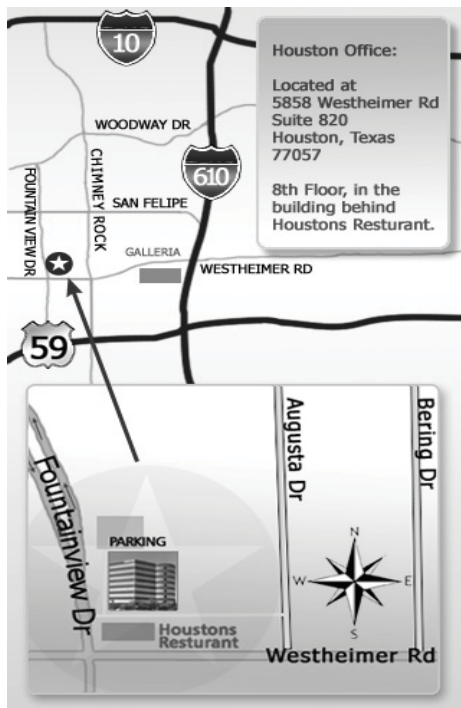 10
Houston Office:
Located at
5858 Westheimer Rd
Suite 820
Houston, Texas
77057
8th Floor, in the
building behind
Houstons Resturant.
WOODWAY DR
CHIMNEY ROCK
FOUNTAIN VIEW DR
610
SAN FELIPE
GALLERIA
WESTHEIMER RD
59
Fountainview Dr
Augusta Dr
Bering Dr
PARKING
N
W
E
S
Houstons
Resturant
Westheimer Rd